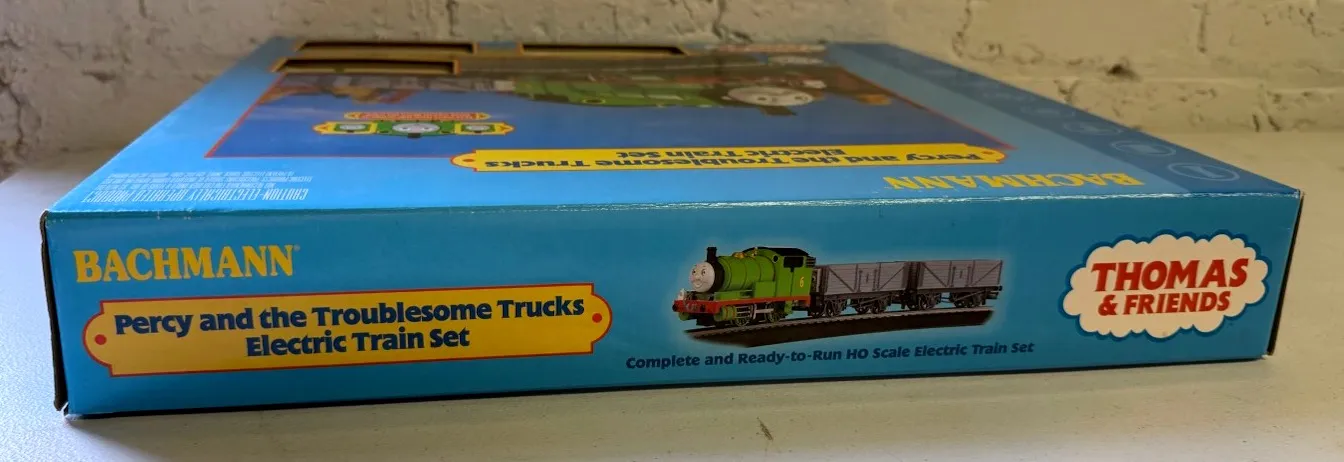 BACHMANN
Percy and the Troublesome Trucks
Electric Train Set
6
Complete and Ready-to-Run HO Scale Electric Train Set
THOMAS
& FRIENDS
BACHMANN
Percy and the Troublesome Trucks
Electric Train Set
CAUTION-ELECTRICALLY OPERATED PRODUCT